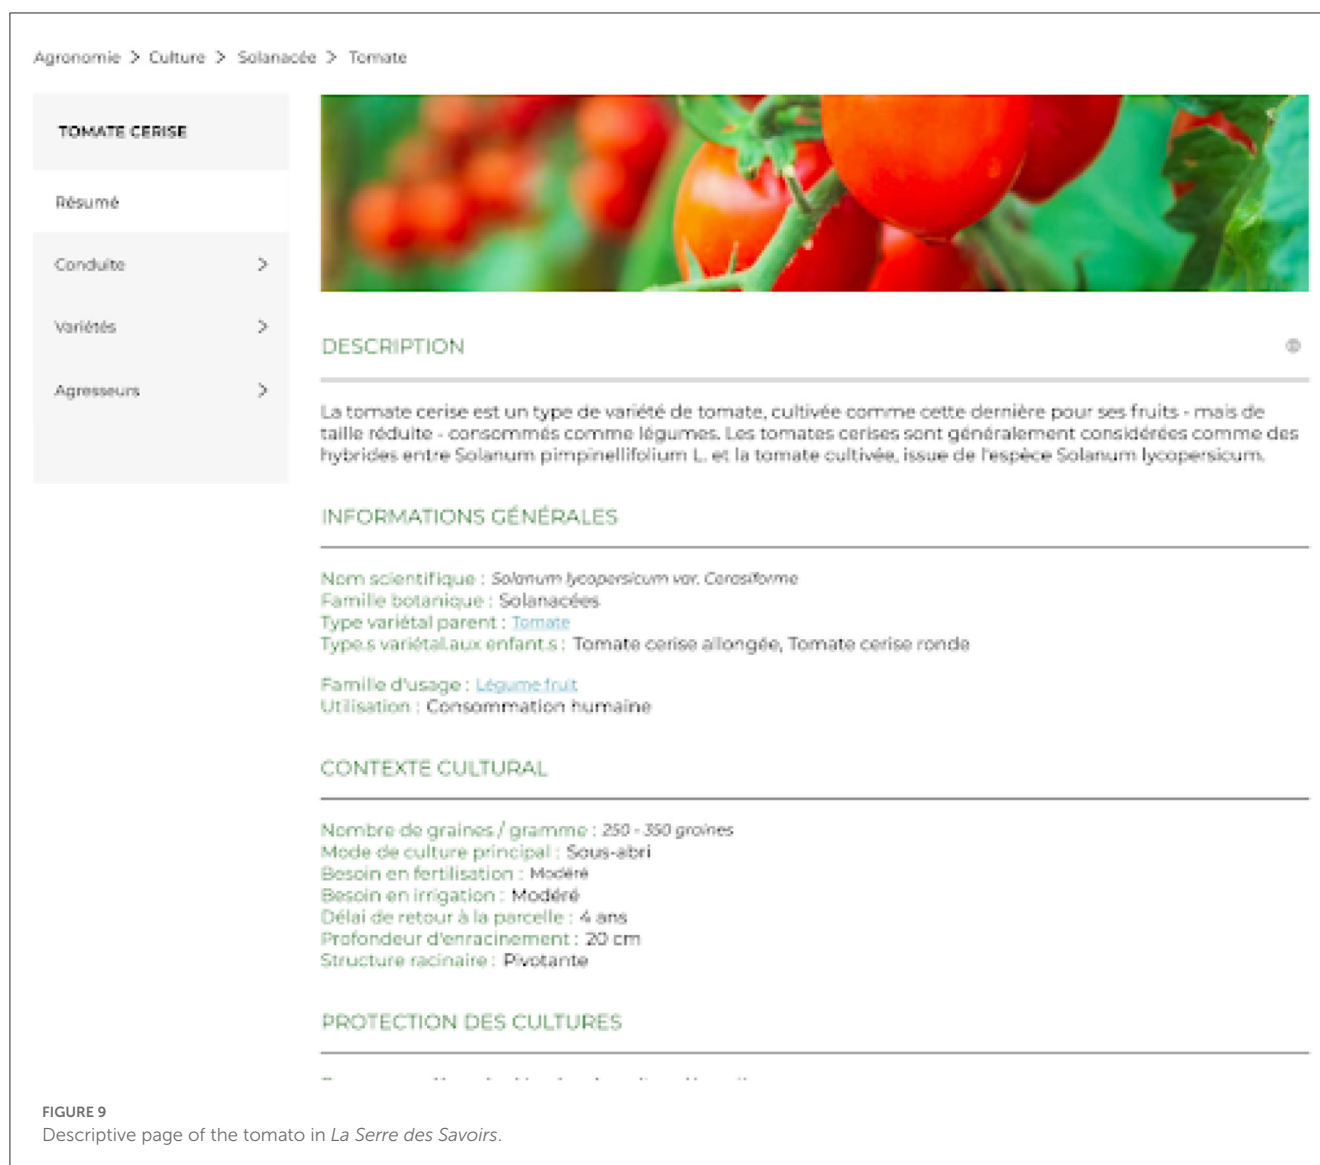 Agronomie > Culture > Solanacée > Tomate
TOMATE CERISE
Résumé
Conduite >
Variétés >
Agresseurs >
DESCRIPTION
La tomate cerise est un type de variété de tomate, cultivée comme cette dernière pour ses fruits - mais de
taille réduite - consommés comme légumes. Les tomates cerises sont généralement considérées comme des
hybrides entre Solanum pimpinellifolium L. et la tomate cultivée, issue de l'espèce Solanum lycopersicum.
INFORMATIONS GÉNÉRALES
Nom scientifique : Solanum lycopersicum var. Cerasiforme
Famille botanique : Solanacées
Type variétal parent : Tomate
Type.s variétal.aux enfant.s : Tomate cerise allongée, Tomate cerise ronde
Famille d'usage : Légume fruit
Utilisation : Consommation humaine
CONTEXTE CULTURAL
Nombre de graines / gramme : 250 - 350 graines
Mode de culture principal : Sous-abri
Besoin en fertilisation : Modéré
Besoin en irrigation : Modéré
Délai de retour à la parcelle : 4 ans
Profondeur d'enracinement : 20 cm
Structure racinaire : Pivotante
PROTECTION DES CULTURES
FIGURE 9
Descriptive page of the tomato in La Serre des Savoirs.